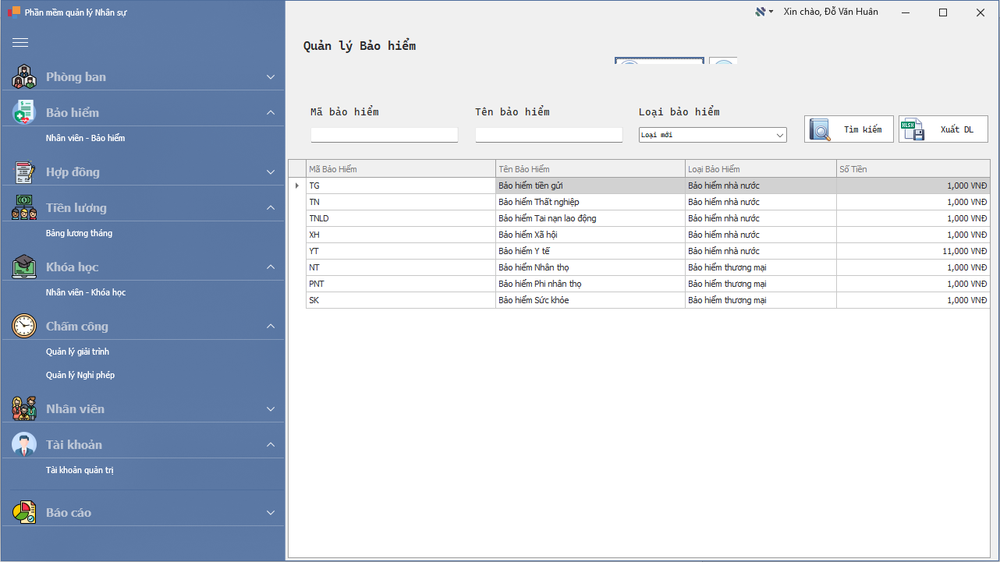 Phần mềm quản lý Nhân sự
Xin chào, Đỗ Văn Huân
Phòng ban
Bảo hiểm
Nhân viên - Bảo hiểm
Hợp đồng
Tiền lương
Bảng lương tháng
Khóa học
Nhân viên - Khóa học
Chấm công
Quản lý giải trình
Quản lý Nghỉ phép
Nhân viên
Tài khoản
Tài khoản quản trị
Báo cáo
Quản lý Bảo hiểm
Mã bảo hiểm Tên bảo hiểm Loại bảo hiểm
Loại mới
Tìm kiếm
XLSX
Xuất DL
Mã Bảo Hiểm Tên Bảo Hiểm Loại Bảo Hiểm Số Tiền
TG Bảo hiểm tiền gửi Bảo hiểm nhà nước 1,000 VNĐ
TN Bảo hiểm Thất nghiệp Bảo hiểm nhà nước 1,000 VNĐ
TNLD Bảo hiểm Tai nạn lao động Bảo hiểm nhà nước 1,000 VNĐ
XH Bảo hiểm Xã hội Bảo hiểm nhà nước 1,000 VNĐ
YT Bảo hiểm Y tế Bảo hiểm nhà nước 11,000 VNĐ
NT Bảo hiểm Nhân thọ Bảo hiểm thương mại 1,000 VNĐ
PNT Bảo hiểm Phi nhân thọ Bảo hiểm thương mại 1,000 VNĐ
SK Bảo hiểm Sức khỏe Bảo hiểm thương mại 1,000 VNĐ